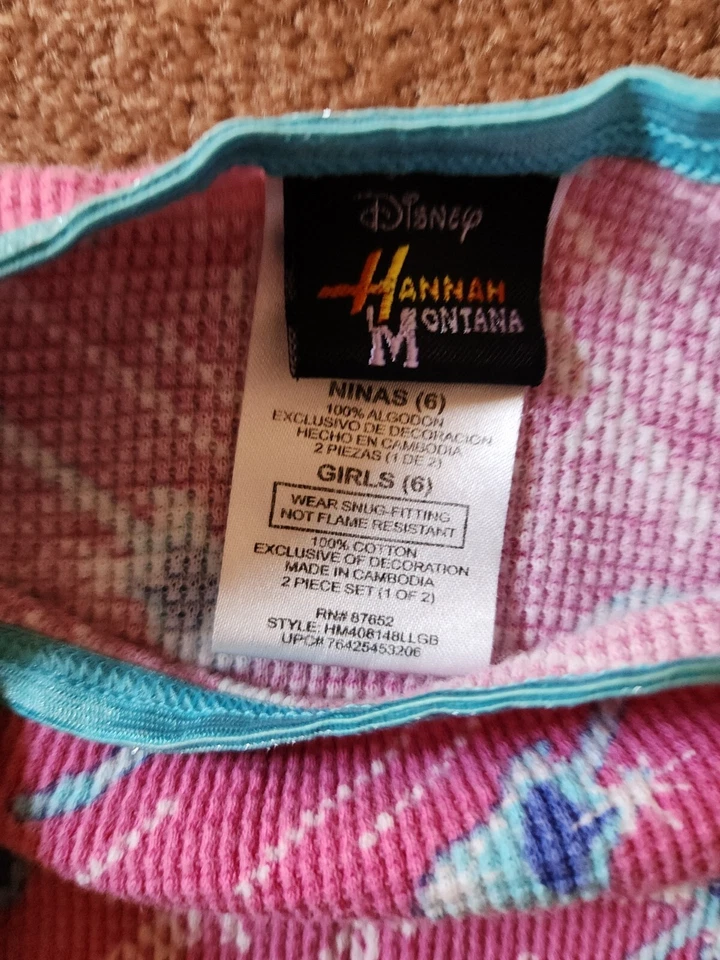 Disney
HANNAH
MONTANA
NINAS (6)
100% ALGODON
EXCLUSIVO DE DECORACION
HECHO EN CAMBODIA
2 PIEZAS (1 DE 2)
GIRLS (6)
WEAR SNUG-FITTING
NOT FLAME RESISTANT
100% COTTON
EXCLUSIVE OF DECORATION
MADE IN CAMBODIA
2 PIECE SET (1 OF 2)
RN# 87652
STYLE: HM408148LLGB
UPC# 76425453206